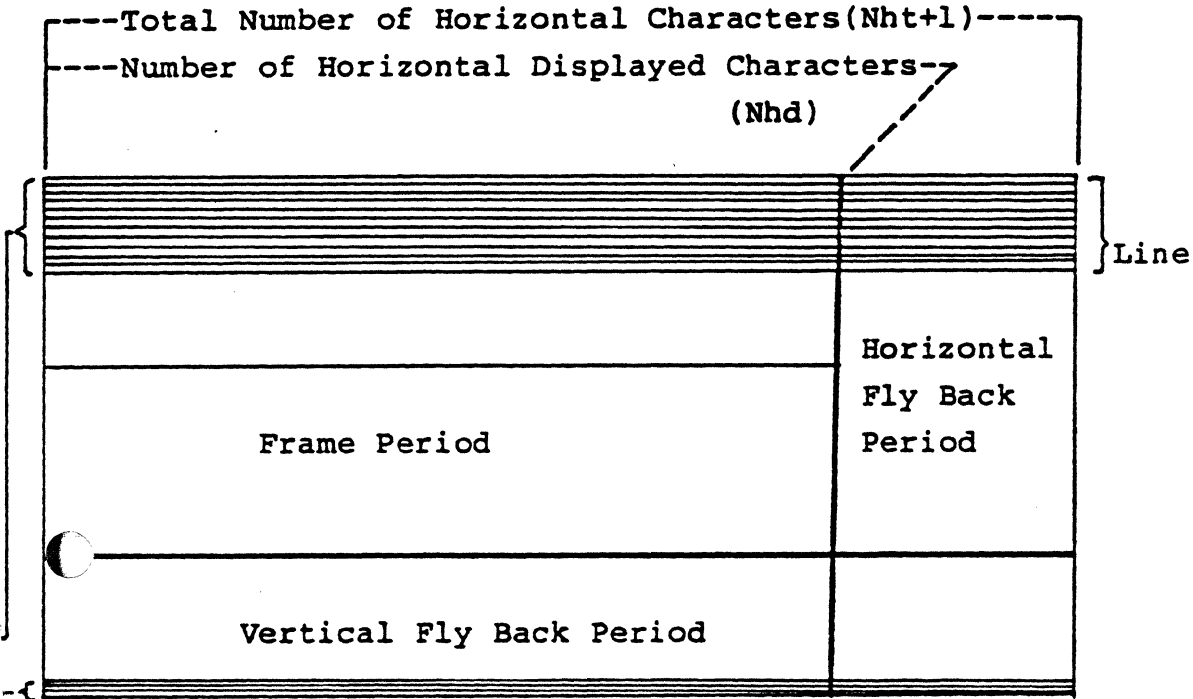 Total Number of Horizontal Characters(Nht+1)
Number of Horizontal Displayed Characters
(Nhd)
Line
Horizontal
Fly Back
Period
Frame Period
Vertical Fly Back Period